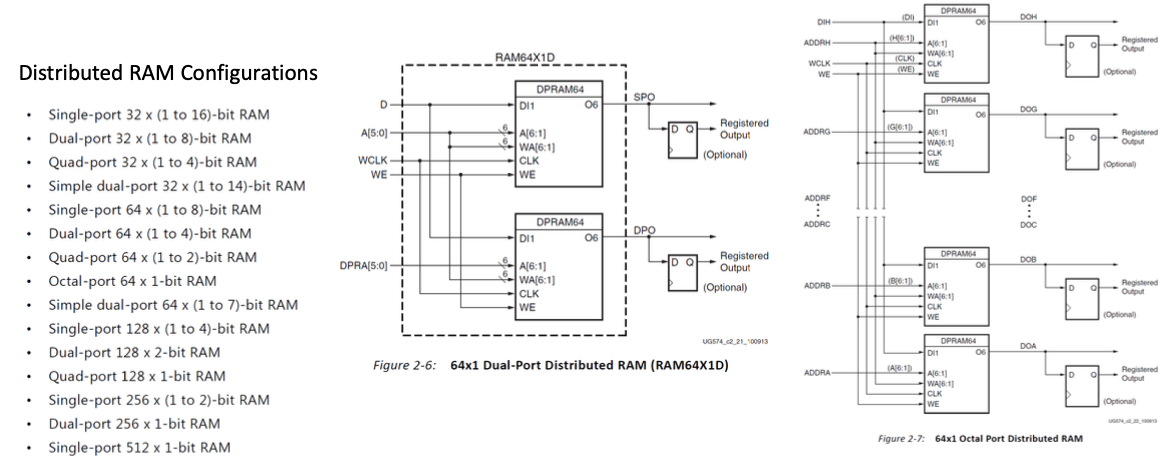 Distributed RAM Configurations
• Single-port 32 x (1 to 16)-bit RAM
• Dual-port 32 x (1 to 8)-bit RAM
• Quad-port 32 x (1 to 4)-bit RAM
• Simple dual-port 32 x (1 to 14)-bit RAM
• Single-port 64 x (1 to 8)-bit RAM
• Dual-port 64 x (1 to 4)-bit RAM
• Quad-port 64 x (1 to 2)-bit RAM
• Octal-port 64 x 1-bit RAM
• Simple dual-port 64 x (1 to 7)-bit RAM
• Single-port 128 x (1 to 4)-bit RAM
• Dual-port 128 x 2-bit RAM
• Quad-port 128 x 1-bit RAM
• Single-port 256 x (1 to 2)-bit RAM
• Dual-port 256 x 1-bit RAM
• Single-port 512 x 1-bit RAM
RAM64X1D
DPRAM64
D DI1 O6 SPO
A[5:0] 6 A[6:1] D Q Registered
Output
6 WA[6:1]
WCLK CLK (Optional)
WE WE
DPRAM64
DI1 O6 DPO
DPRA[5:0] 6 A[6:1] D Q Registered
Output
6 WA[6:1]
CLK (Optional)
WE
UG574_c2_21_100913
Figure 2-6: 64x1 Dual-Port Distributed RAM (RAM64X1D)
DPRAM64
DIH (DI) DI1 O6 DOH
ADDRH (H[6:1]) A[6:1] D Q Registered
Output
WA[6:1]
WCLK (CLK) CLK
WE (WE) WE (Optional)
DPRAM64
DI1 O6 DOG
ADDRG (G[6:1]) A[6:1] D Q Registered
Output
WA[6:1]
CLK
WE (Optional)
ADDRF DOF
ADDRC DOC
DPRAM64
DI1 O6 DOB
ADDRB (B[6:1]) A[6:1] D Q Registered
Output
WA[6:1]
CLK
WE (Optional)
DPRAM64
DI1 O6 DOA
ADDRA (A[6:1]) A[6:1] D Q Registered
Output
WA[6:1]
CLK
WE (Optional)
UG574_c2_22_100913
Figure 2-7: 64x1 Octal Port Distributed RAM